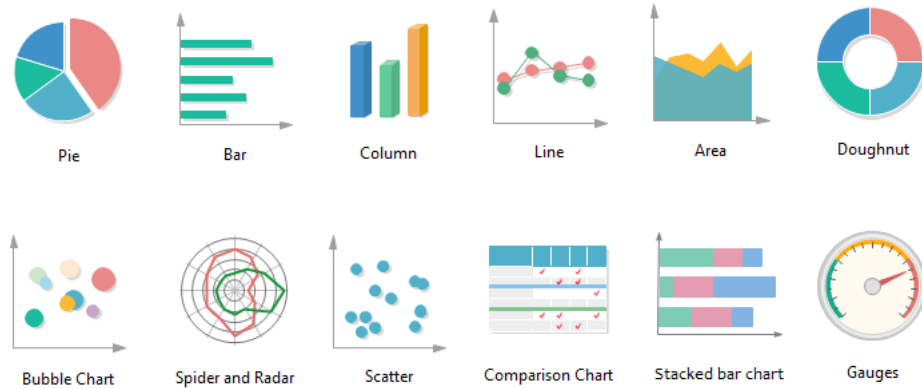 Pie
Bar
Column
Line
Area
Doughnut
Bubble Chart
Spider and Radar
Scatter
Comparison Chart
Stacked bar chart
Gauges